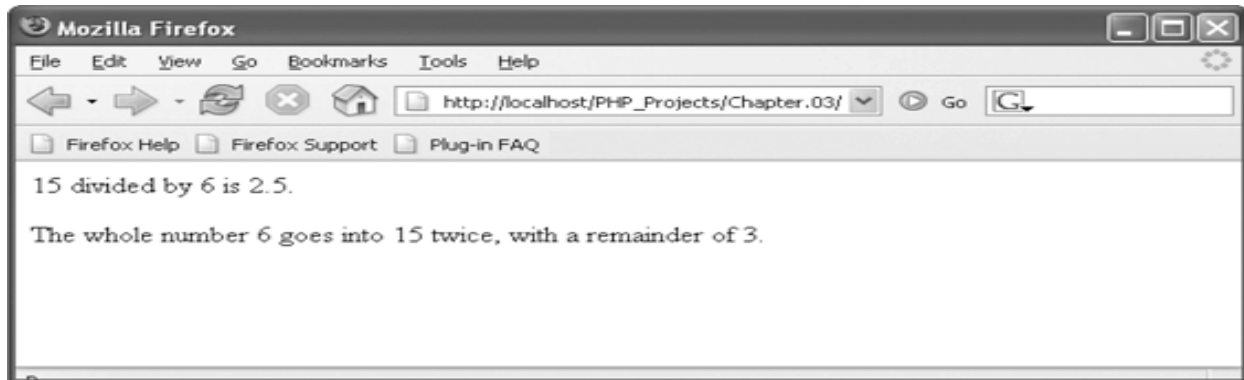 Mozilla Firefox
File Edit View Go Bookmarks Tools Help
http://localhost/PHP_Projects/Chapter.03/ Go G
Firefox Help Firefox Support Plug-in FAQ
15 divided by 6 is 2.5.
The whole number 6 goes into 15 twice, with a remainder of 3.